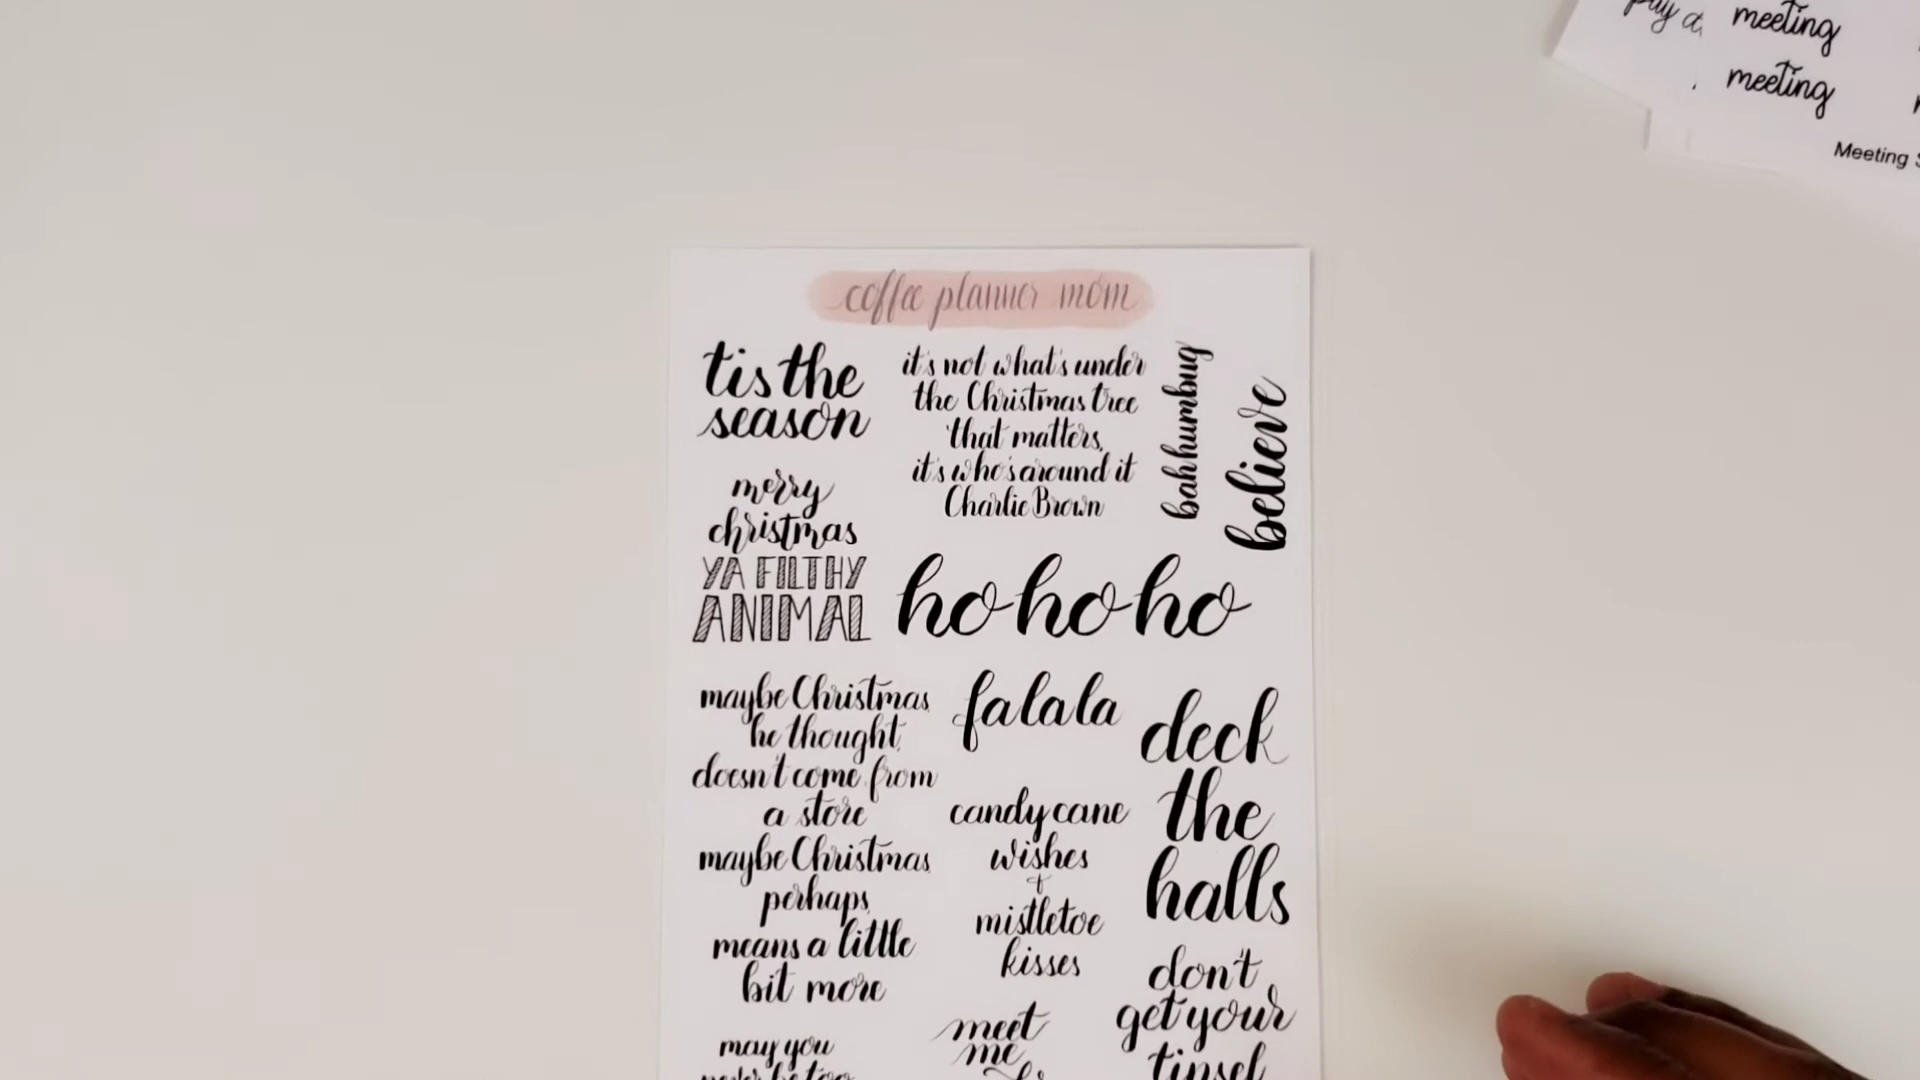 pay
meeting
meeting
Meeting
coffee planner mom
tis the
season
it's not what's under
the Christmas tree
that matters,
it's who's around it
Charlie Brown
bah humbug
believe
merry
christmas
YA FILTHY
ANIMAL
ho ho ho
maybe Christmas
he thought
doesn't come from
a store
maybe Christmas
perhaps
means a little
bit more
falala
candy cane
wishes
+
mistletoe
kisses
deck
the
halls
don't
get your
tinsel
meet
me
may you